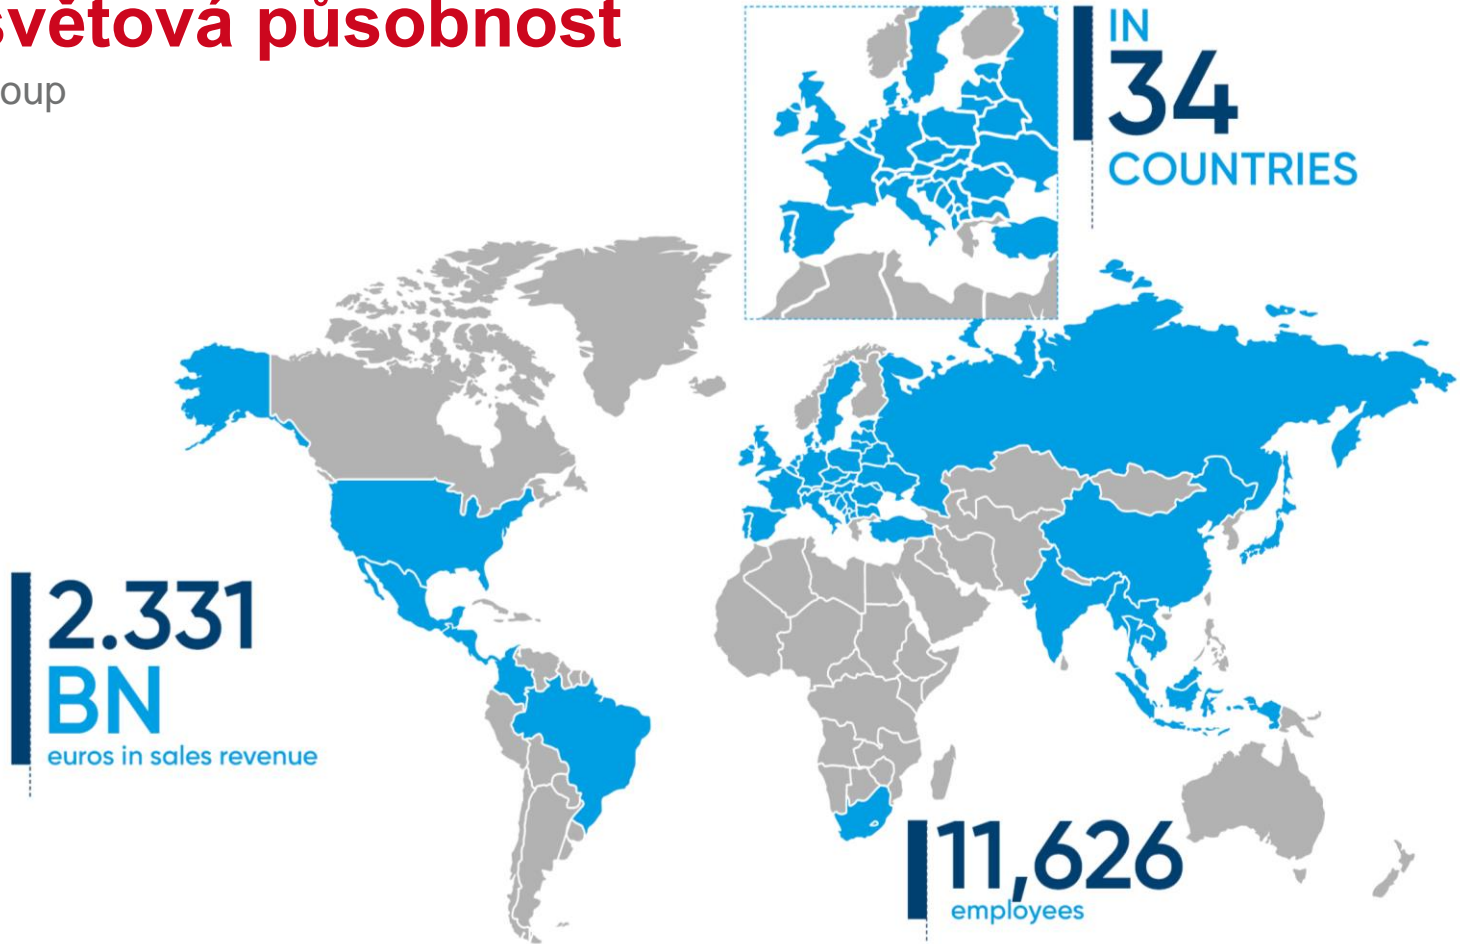 světová působnost
oup
IN
34
COUNTRIES
2.331
BN
euros in sales revenue
11,626
employees